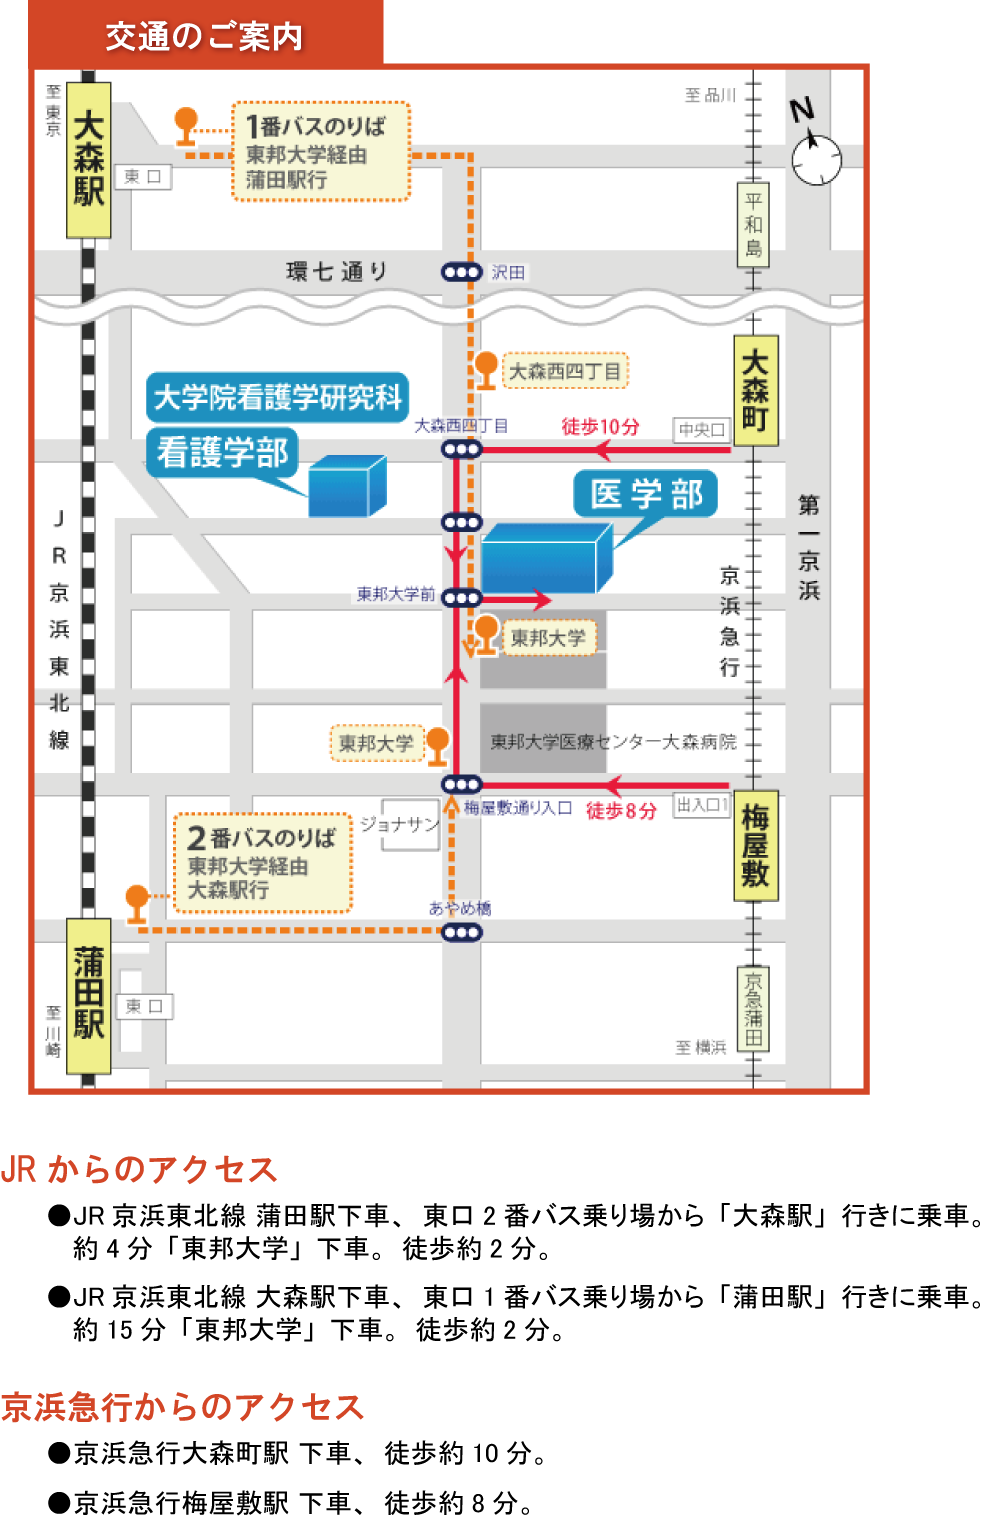 交通のご案内
至東京
大森駅
東口
1番バスのりば
東邦大学経由
蒲田駅行
至品川
N
平和島
環七通り
沢田
大森西四丁目
大森町
大学院看護学研究科
看護学部
大森西四丁目
徒歩10分
中央口
医学部
第一京浜
JR京浜東北線
東邦大学前
京浜急行
東邦大学
東邦大学
東邦大学医療センター大森病院
梅屋敷通り入口
徒歩8分
出入口1
梅屋敷
ジョナサン
2番バスのりば
東邦大学経由
大森駅行
あやめ橋
蒲田駅
東口
至川崎
京急蒲田
至横浜
JRからのアクセス
●JR京浜東北線 蒲田駅下車、東口2番バス乗り場から「大森駅」行きに乗車。
約4分「東邦大学」下車。徒歩約2分。
●JR京浜東北線 大森駅下車、東口1番バス乗り場から「蒲田駅」行きに乗車。
約15分「東邦大学」下車。徒歩約2分。
京浜急行からのアクセス
●京浜急行大森町駅 下車、徒歩約10分。
●京浜急行梅屋敷駅 下車、徒歩約8分。